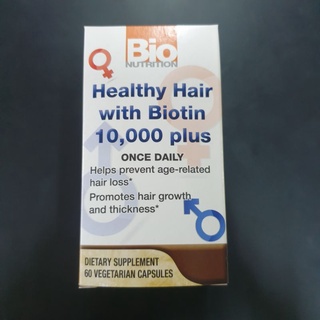 Bio
NUTRITION
Healthy Hair
with Biotin
10,000 plus
ONCE DAILY
Helps prevent age-related
hair loss*
Promotes hair growth
and thickness*
DIETARY SUPPLEMENT
60 VEGETARIAN CAPSULES